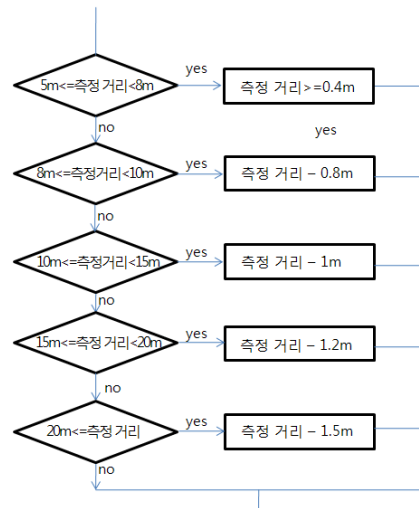 5m<=측정 거리<8m
yes
측정 거리>=0.4m
no
yes
8m<=측정거리<10m
yes
측정 거리 – 0.8m
no
10m<=측정거리<15m
yes
측정 거리 – 1m
no
15m<=측정 거리<20m
yes
측정 거리 – 1.2m
no
20m<=측정 거리
yes
측정 거리 – 1.5m
no